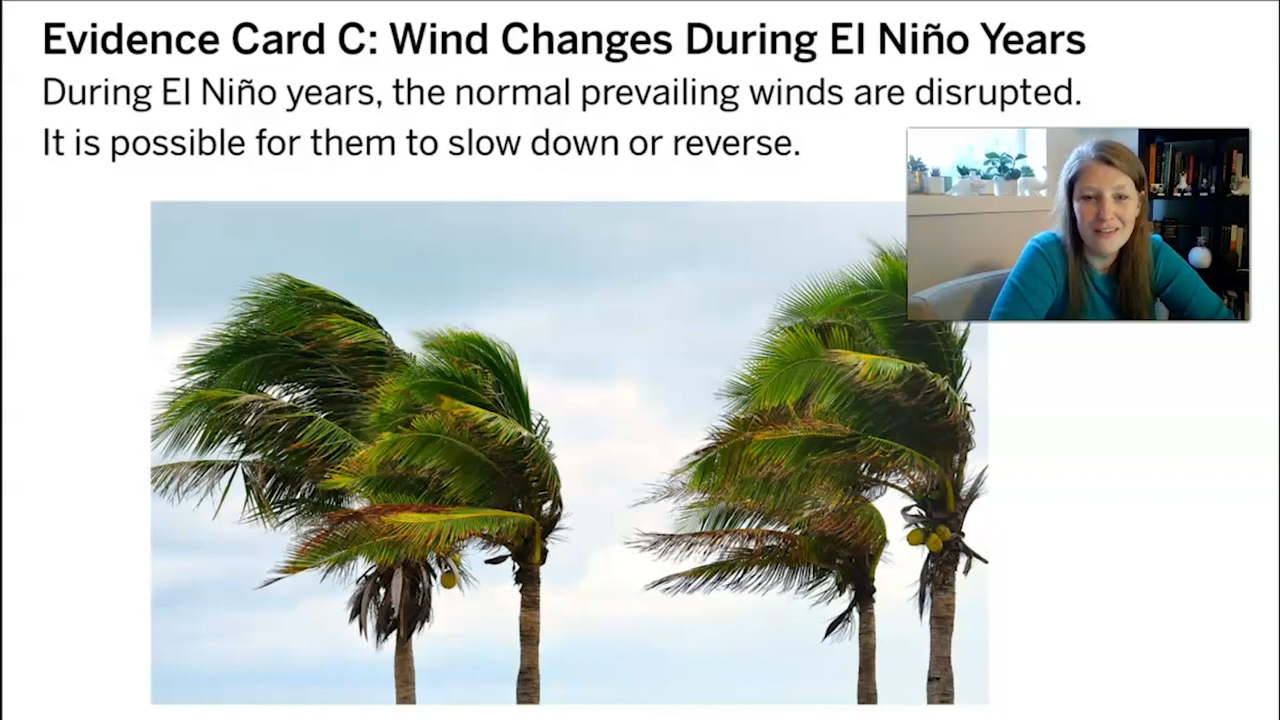 Evidence Card C: Wind Changes During El Niño Years
During El Niño years, the normal prevailing winds are disrupted.
It is possible for them to slow down or reverse.